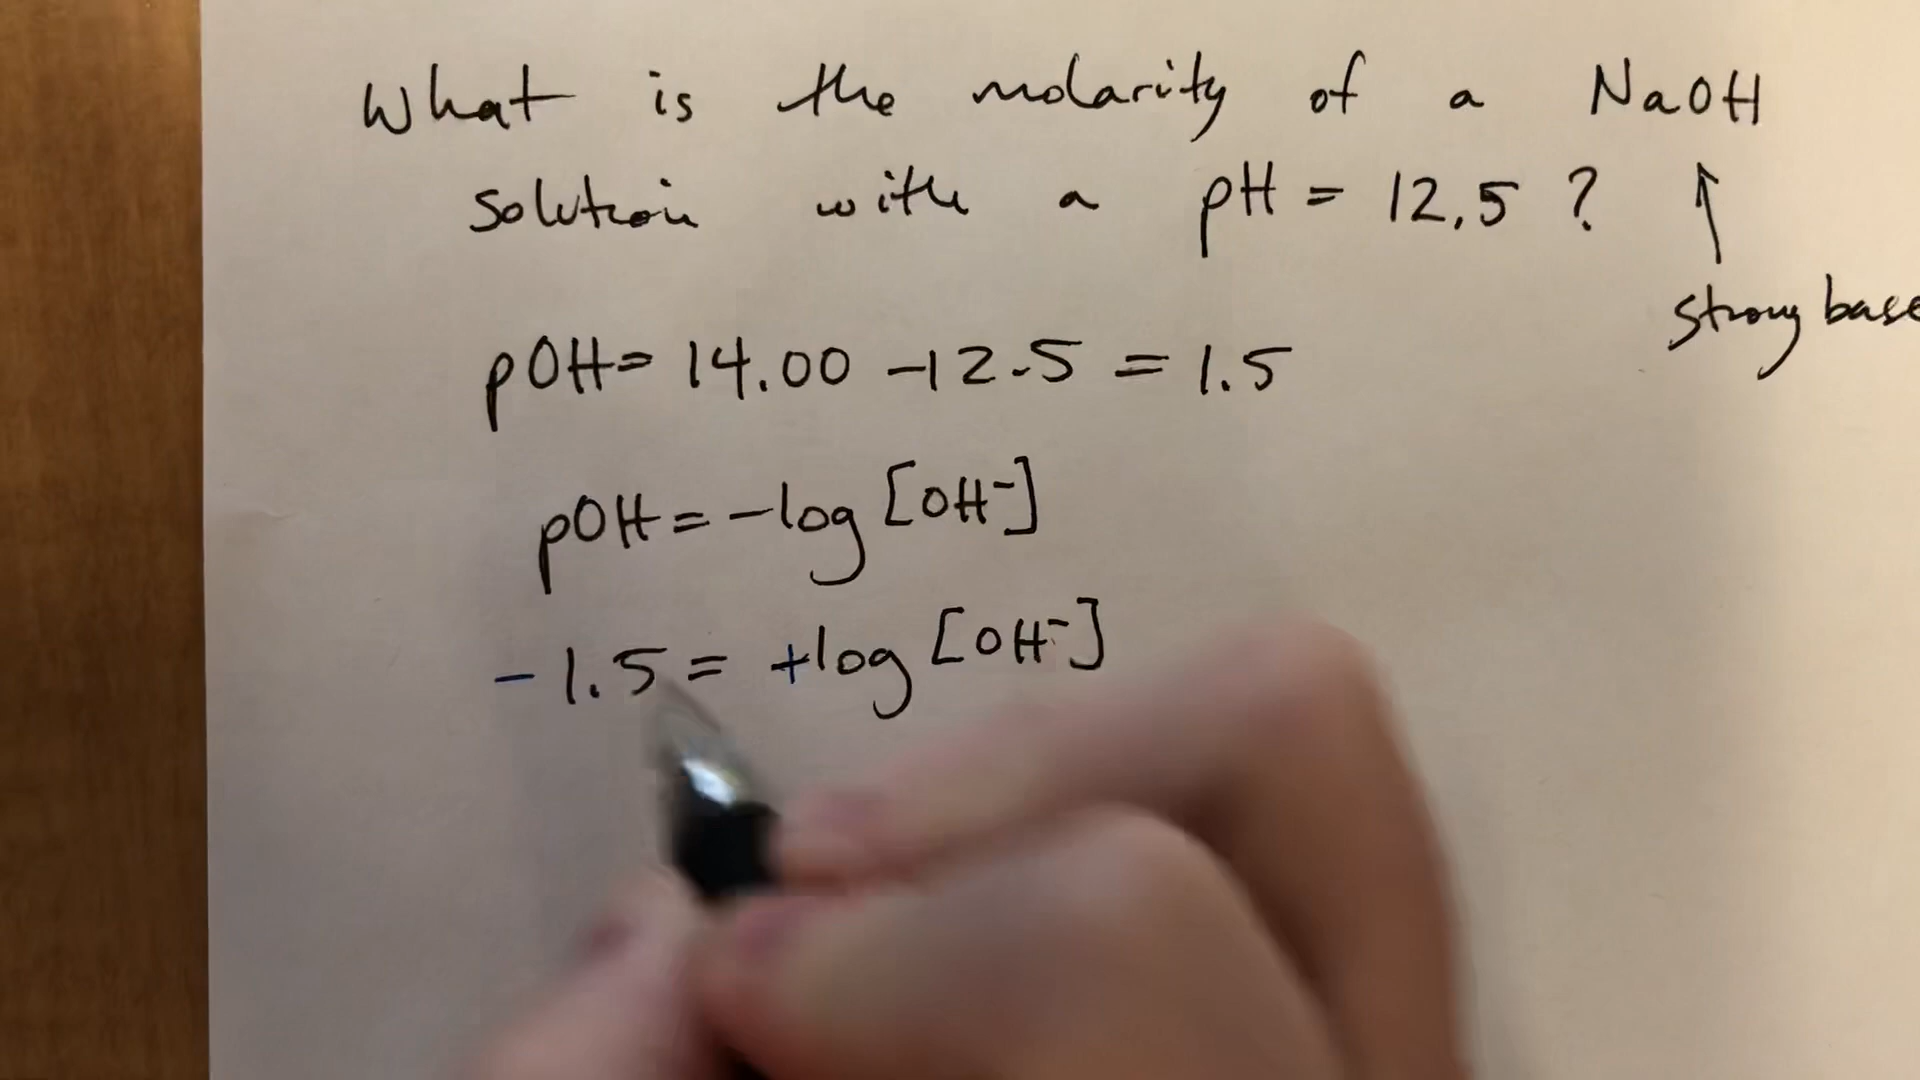 What is the molarity of a NaOH
solution with a pH = 12.5 ?
↑
strong base
pOH = 14.00 - 12.5 = 1.5
pOH = -log [OH⁻]
- 1.5 = +log [OH⁻]